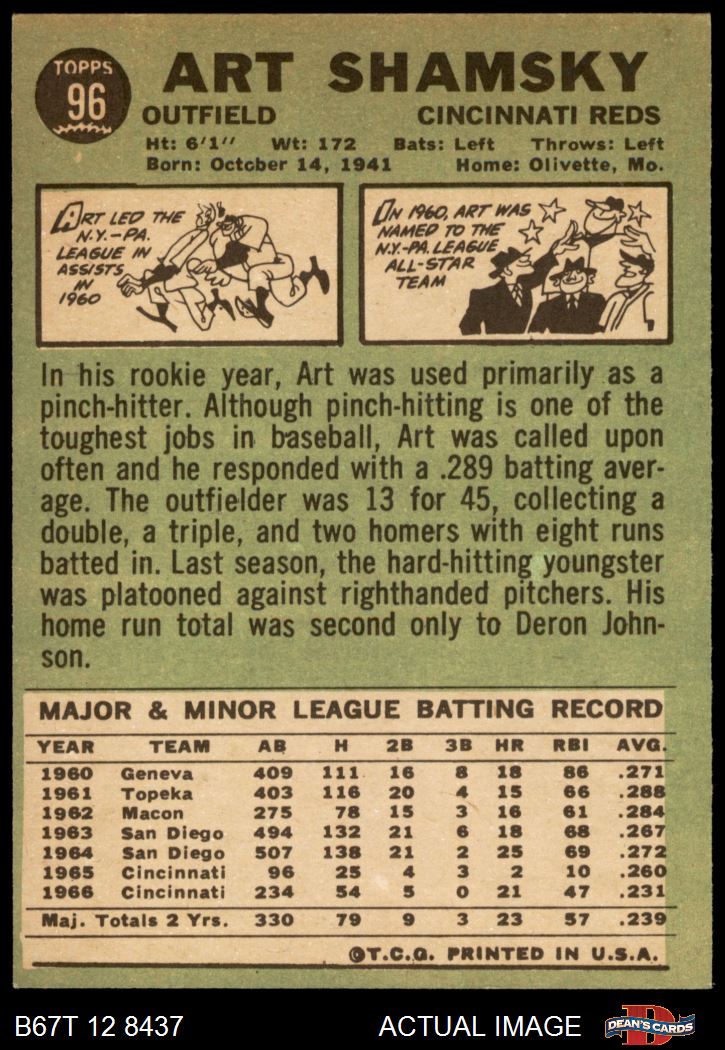 TOPPS
96
ART SHAMSKY
OUTFIELD CINCINNATI REDS
Ht: 6'1" Wt: 172 Bats: Left Throws: Left
Born: October 14, 1941 Home: Olivette, Mo.
ART LED THE
N.Y.-PA.
LEAGUE IN
ASSISTS
IN
1960
IN 1960, ART WAS
NAMED TO THE
N.Y.-PA. LEAGUE
ALL-STAR
TEAM
In his rookie year, Art was used primarily as a
pinch-hitter. Although pinch-hitting is one of the
toughest jobs in baseball, Art was called upon
often and he responded with a .289 batting aver-
age. The outfielder was 13 for 45, collecting a
double, a triple, and two homers with eight runs
batted in. Last season, the hard-hitting youngster
was platooned against righthanded pitchers. His
home run total was second only to Deron John-
son.
MAJOR & MINOR LEAGUE BATTING RECORD
YEAR TEAM AB H 2B 3B HR RBI AVG.
1960 Geneva 409 111 16 8 18 86 .271
1961 Topeka 403 116 20 4 15 66 .288
1962 Macon 275 78 15 3 16 61 .284
1963 San Diego 494 132 21 6 18 68 .267
1964 San Diego 507 138 21 2 25 69 .272
1965 Cincinnati 96 25 4 3 2 10 .260
1966 Cincinnati 234 54 5 0 21 47 .231
Maj. Totals 2 Yrs. 330 79 9 3 23 57 .239
©T.C.G. PRINTED IN U.S.A.
B67T 12 8437 ACTUAL IMAGE DEAN'S CARDS